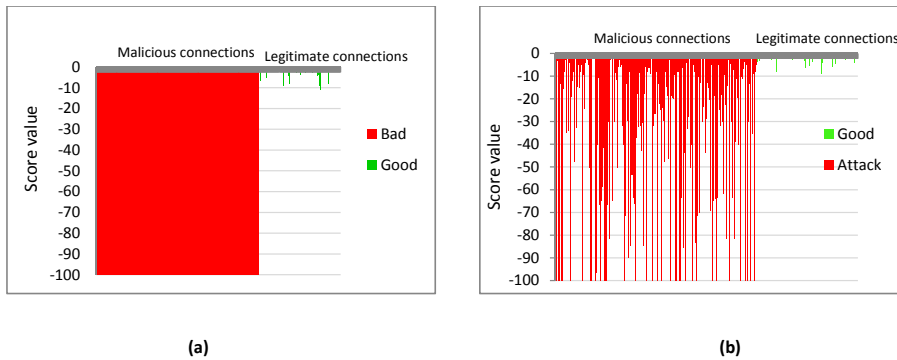 Malicious connections Legitimate connections
0
-10
-20
-30
-40
-50
-60
-70
-80
-90
-100
Score value
Bad
Good
(a)
Malicious connections Legitimate connections
0
-10
-20
-30
-40
-50
-60
-70
-80
-90
-100
Score value
Good
Attack
(b)